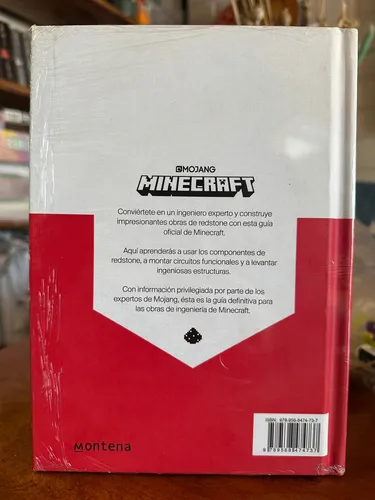 MOJANG
MINECRAFT
Conviértete en un ingeniero experto y construye
impresionantes obras de redstone con esta guía
oficial de Minecraft.
Aquí aprenderás a usar los componentes de
redstone, a montar circuitos funcionales y a levantar
ingeniosas estructuras.
Con información privilegiada por parte de los
expertos de Mojang, ésta es la guía definitiva para
las obras de ingeniería de Minecraft.
Montena